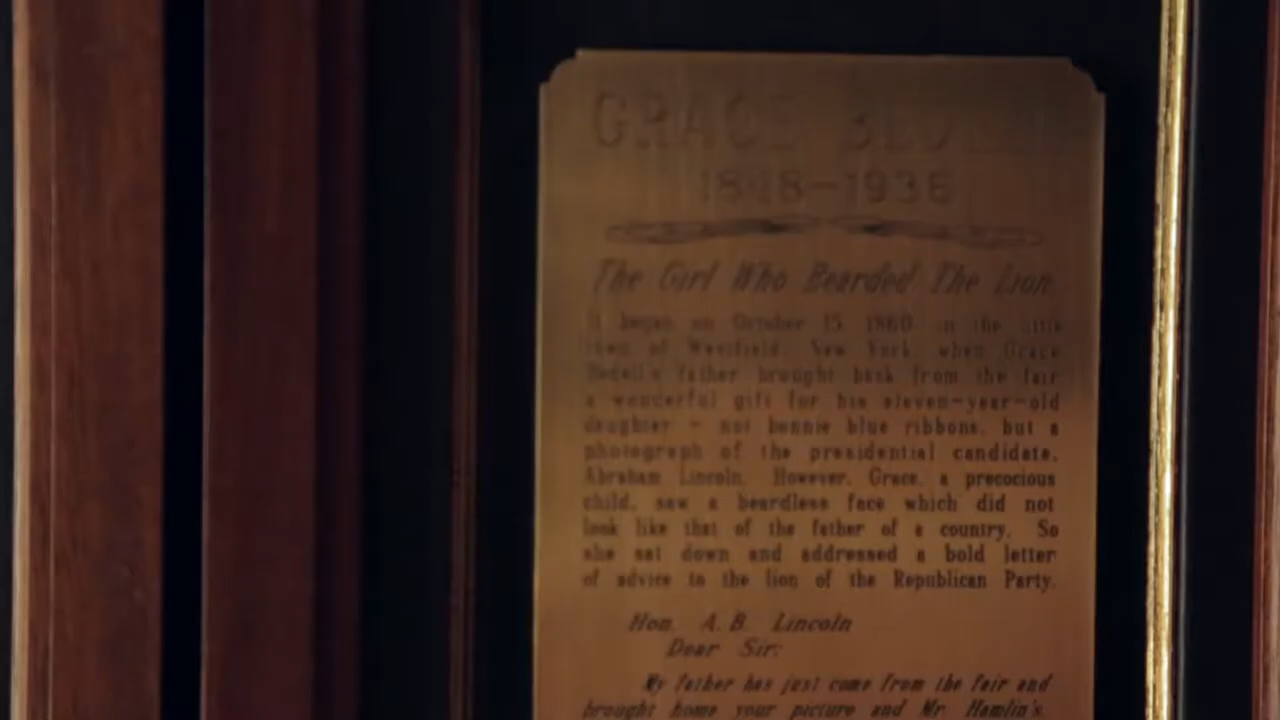 GRACE BEDELL
1848-1936
The Girl Who Bearded The Lion
It began on October 15 1860 in the little
town of Westfield, New York, when Grace
Bedell's father brought back from the fair
a wonderful gift for his eleven-year-old
daughter - not bonnie blue ribbons, but a
photograph of the presidential candidate,
Abraham Lincoln. However, Grace, a precocious
child, saw a beardless face which did not
look like that of the father of a country. So
she sat down and addressed a bold letter
of advice to the lion of the Republican Party.
Hon. A. B. Lincoln
Dear Sir:
My father has just come from the fair and
brought home your picture and Mr. Hamlin's.